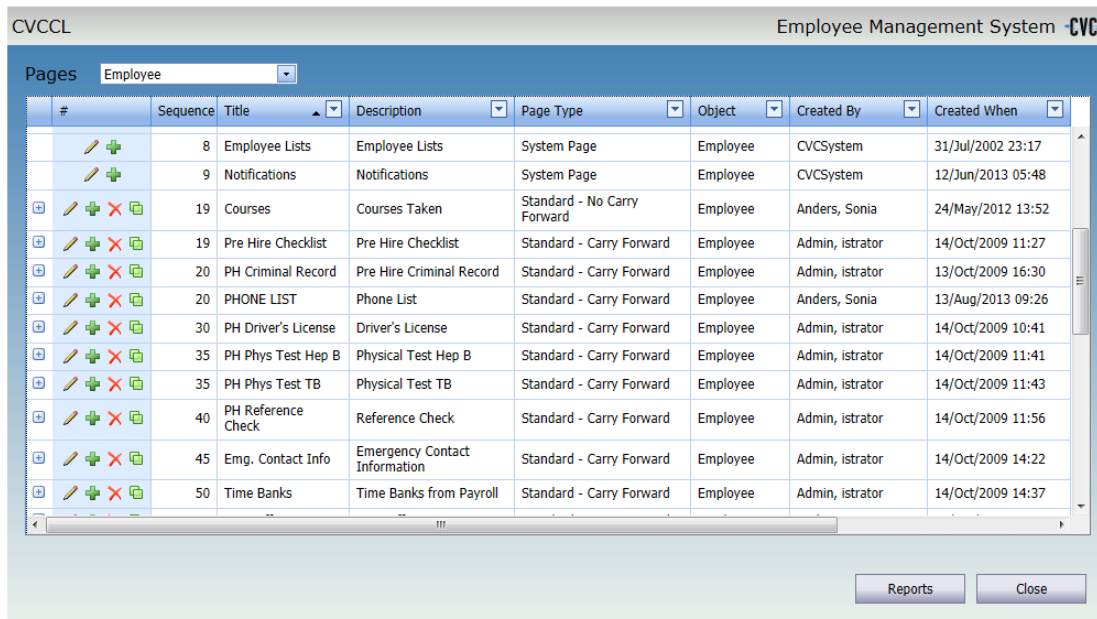 CVCCL
Employee Management System CVC
Pages Employee
# Sequence Title Description Page Type Object Created By Created When
8 Employee Lists Employee Lists System Page Employee CVCSystem 31/Jul/2002 23:17
9 Notifications Notifications System Page Employee CVCSystem 12/Jun/2013 05:48
19 Courses Courses Taken Standard - No Carry Forward Employee Anders, Sonia 24/May/2012 13:52
19 Pre Hire Checklist Pre Hire Checklist Standard - Carry Forward Employee Admin, istrator 14/Oct/2009 11:27
20 PH Criminal Record Pre Hire Criminal Record Standard - Carry Forward Employee Admin, istrator 13/Oct/2009 16:30
20 PHONE LIST Phone List Standard - Carry Forward Employee Anders, Sonia 13/Aug/2013 09:26
30 PH Driver's License Driver's License Standard - Carry Forward Employee Admin, istrator 14/Oct/2009 10:41
35 PH Phys Test Hep B Physical Test Hep B Standard - Carry Forward Employee Admin, istrator 14/Oct/2009 11:41
35 PH Phys Test TB Physical Test TB Standard - Carry Forward Employee Admin, istrator 14/Oct/2009 11:43
40 PH Reference Check Reference Check Standard - Carry Forward Employee Admin, istrator 14/Oct/2009 11:56
45 Emg. Contact Info Emergency Contact Information Standard - Carry Forward Employee Admin, istrator 14/Oct/2009 14:22
50 Time Banks Time Banks from Payroll Standard - Carry Forward Employee Admin, istrator 14/Oct/2009 14:37
Reports Close